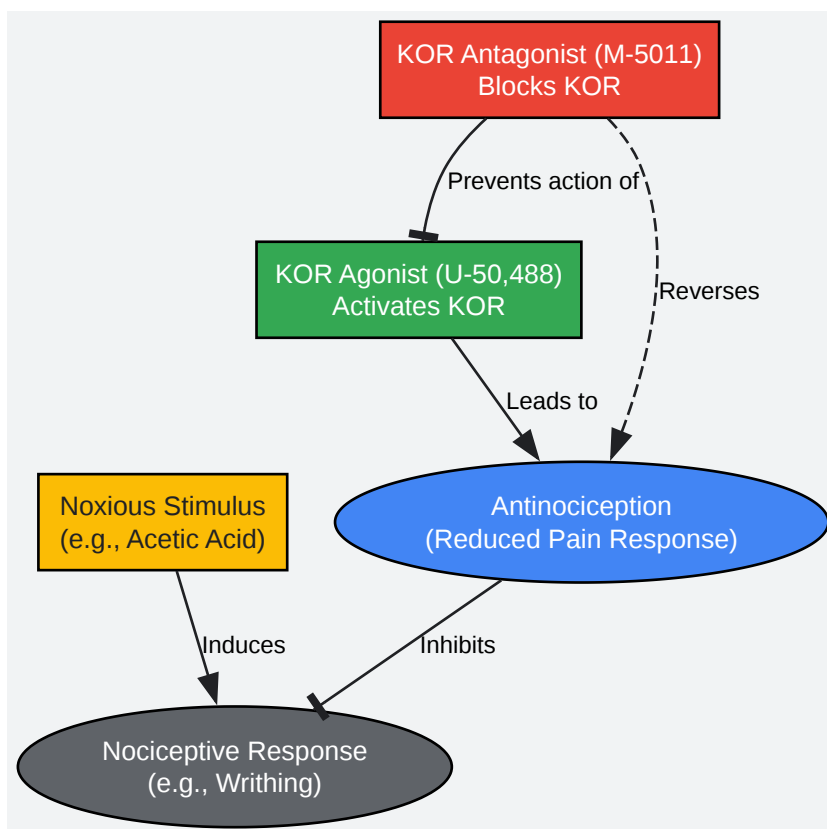 KOR Antagonist (M-5011)
Blocks KOR
Prevents action of
KOR Agonist (U-50,488)
Activates KOR
Reverses
Leads to
Noxious Stimulus
(e.g., Acetic Acid)
Antinociception
(Reduced Pain Response)
Induces
Inhibits
Nociceptive Response
(e.g., Writhing)